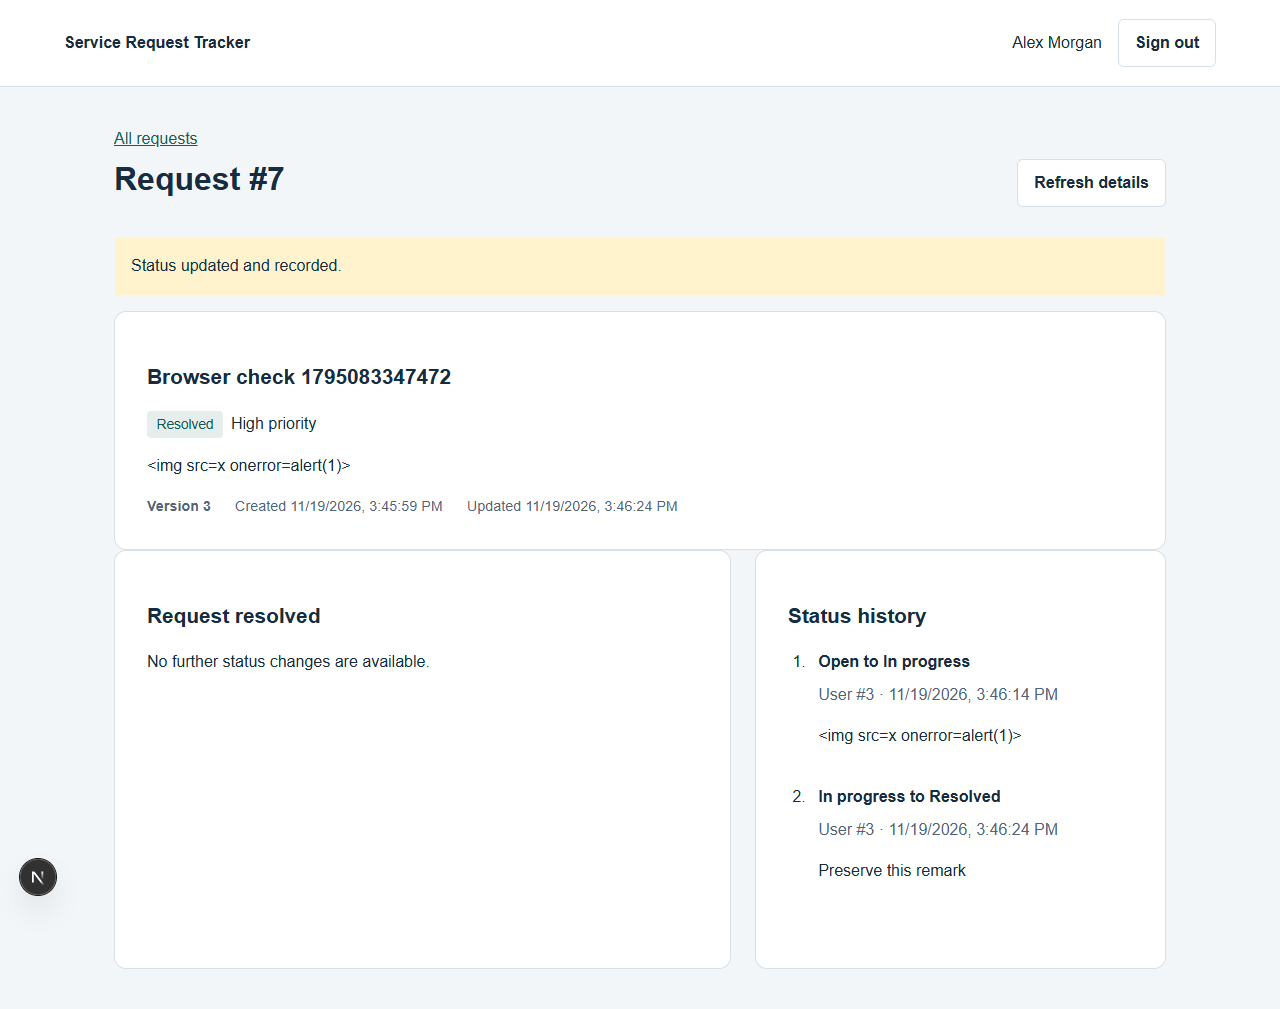 Service Request Tracker
Alex Morgan
Sign out
All requests
Request #7
Refresh details
Status updated and recorded.
Browser check 1795083347472
Resolved High priority
<img src=x onerror=alert(1)>
Version 3 Created 11/19/2026, 3:45:59 PM Updated 11/19/2026, 3:46:24 PM
Request resolved
No further status changes are available.
Status history
1. Open to In progress
User #3 · 11/19/2026, 3:46:14 PM
<img src=x onerror=alert(1)>
2. In progress to Resolved
User #3 · 11/19/2026, 3:46:24 PM
Preserve this remark
N